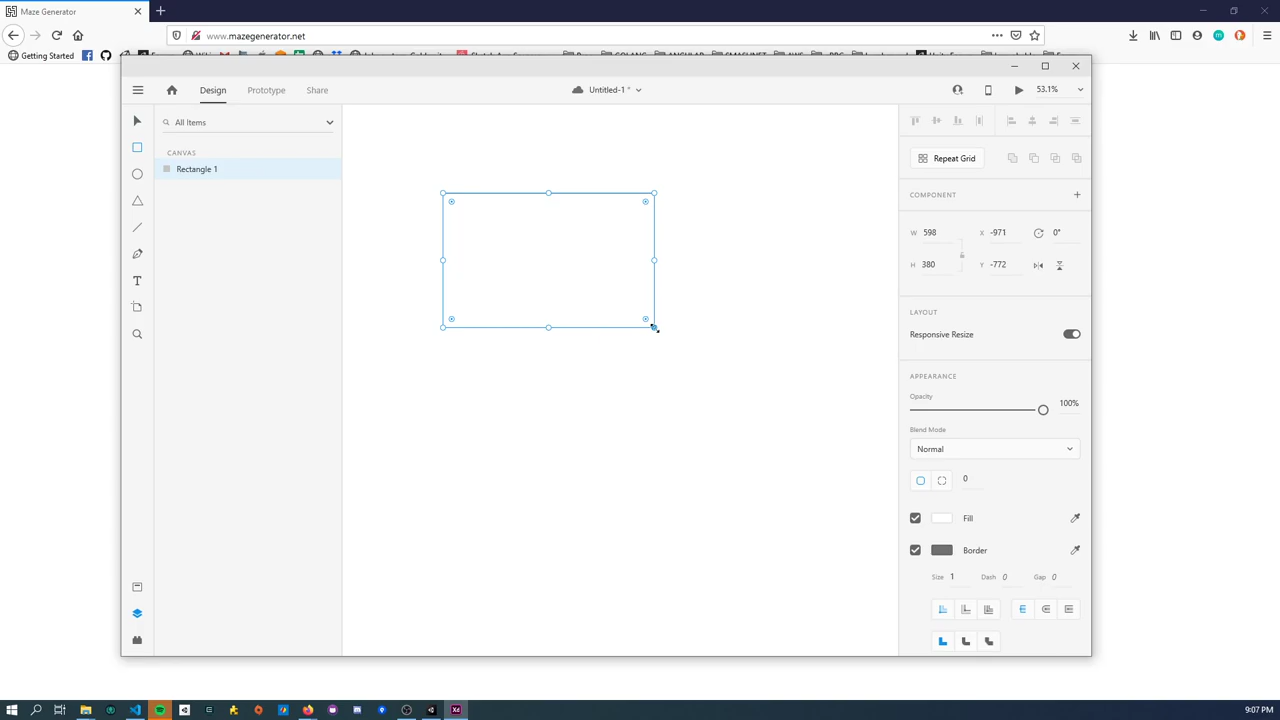 Maze Generator
www.mazegenerator.net
Getting Started
Design
Prototype
Share
Untitled-1 *
53.1%
All Items
CANVAS
Rectangle 1
Repeat Grid
COMPONENT
W 598 X -971 0°
H 380 Y -772
LAYOUT
Responsive Resize
APPEARANCE
Opacity
100%
Blend Mode
Normal
0
Fill
Border
Size 1 Dash 0 Gap 0
T
Xd
9:07 PM